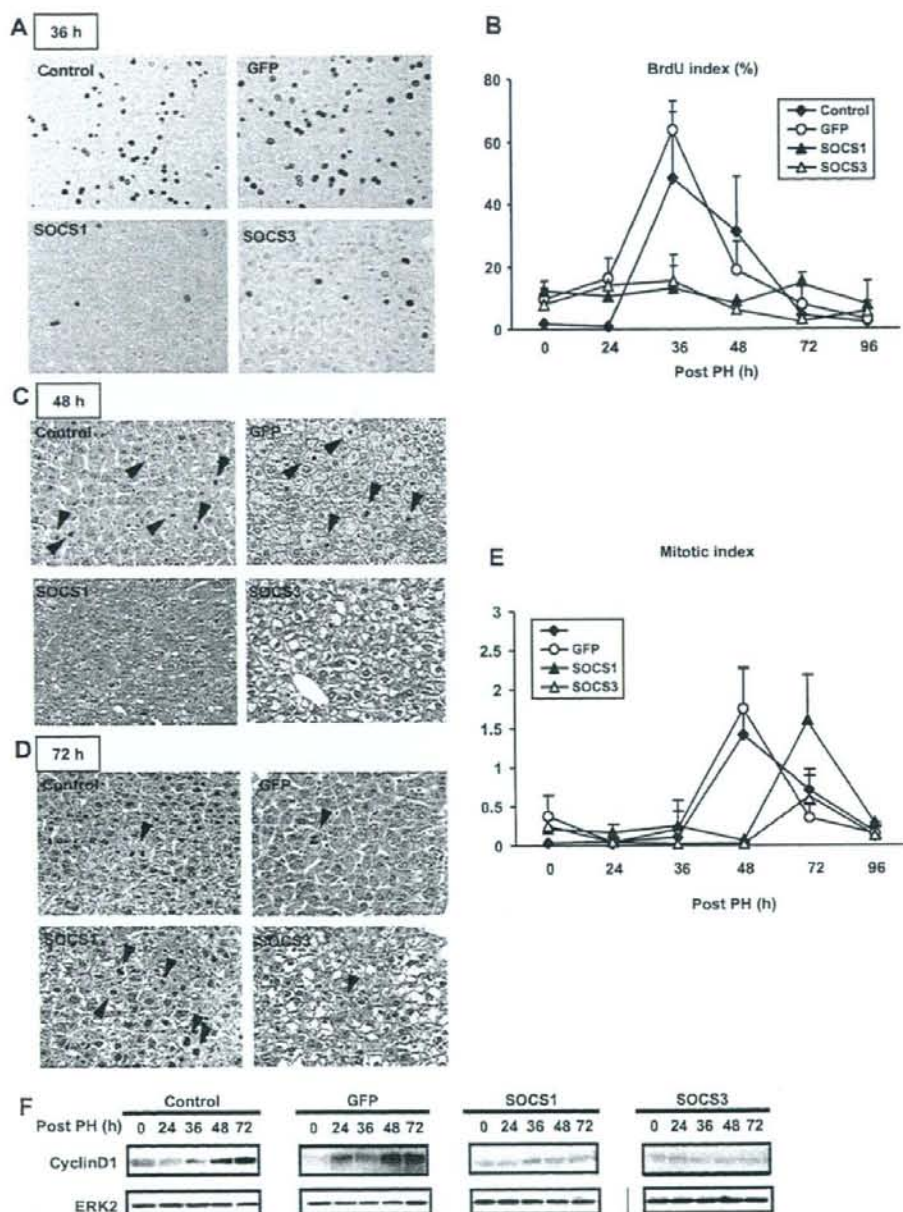 A
36 h
Control
GFP
SOCS1
SOCS3
B
BrdU index (%)
80
60
40
20
0
Control
GFP
SOCS1
SOCS3
0 24 36 48 72 96
Post PH (h)
C
48 h
Control
GFP
SOCS1
SOCS3
D
72 h
Control
GFP
SOCS1
SOCS3
E
Mitotic index
3
2.5
2
1.5
1
0.5
0
GFP
SOCS1
SOCS3
0 24 36 48 72 96
Post PH (h)
F
Control GFP SOCS1 SOCS3
Post PH (h) 0 24 36 48 72 0 24 36 48 72 0 24 36 48 72 0 24 36 48 72
CyclinD1
ERK2